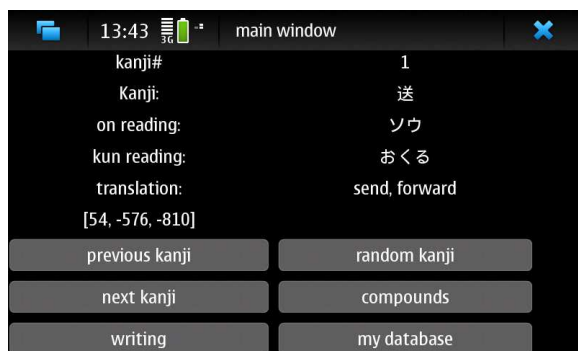 13:43 3G main window
kanji# 1
Kanji: 送
on reading: ソウ
kun reading: おくる
translation: send, forward
[54, -576, -810]
previous kanji random kanji
next kanji compounds
writing my database